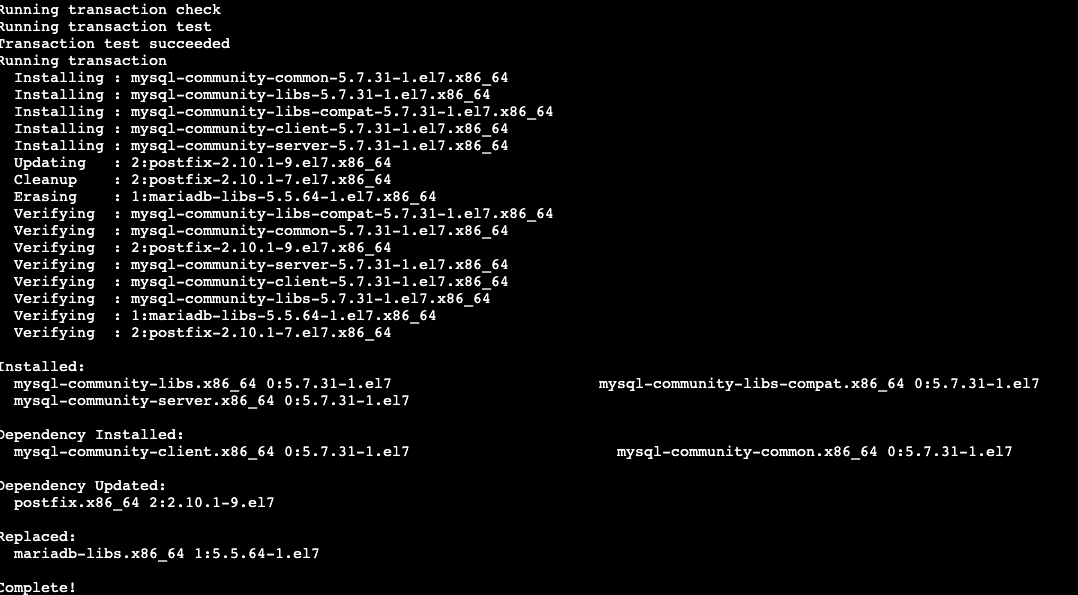 Running transaction check
Running transaction test
Transaction test succeeded
Running transaction
Installing : mysql-community-common-5.7.31-1.el7.x86_64
Installing : mysql-community-libs-5.7.31-1.el7.x86_64
Installing : mysql-community-libs-compat-5.7.31-1.el7.x86_64
Installing : mysql-community-client-5.7.31-1.el7.x86_64
Installing : mysql-community-server-5.7.31-1.el7.x86_64
Updating : 2:postfix-2.10.1-9.el7.x86_64
Cleanup : 2:postfix-2.10.1-7.el7.x86_64
Erasing : 1:mariadb-libs-5.5.64-1.el7.x86_64
Verifying : mysql-community-libs-compat-5.7.31-1.el7.x86_64
Verifying : mysql-community-common-5.7.31-1.el7.x86_64
Verifying : 2:postfix-2.10.1-9.el7.x86_64
Verifying : mysql-community-server-5.7.31-1.el7.x86_64
Verifying : mysql-community-client-5.7.31-1.el7.x86_64
Verifying : mysql-community-libs-5.7.31-1.el7.x86_64
Verifying : 1:mariadb-libs-5.5.64-1.el7.x86_64
Verifying : 2:postfix-2.10.1-7.el7.x86_64
Installed:
mysql-community-libs.x86_64 0:5.7.31-1.el7 mysql-community-libs-compat.x86_64 0:5.7.31-1.el7
mysql-community-server.x86_64 0:5.7.31-1.el7
Dependency Installed:
mysql-community-client.x86_64 0:5.7.31-1.el7 mysql-community-common.x86_64 0:5.7.31-1.el7
Dependency Updated:
postfix.x86_64 2:2.10.1-9.el7
Replaced:
mariadb-libs.x86_64 1:5.5.64-1.el7
Complete!